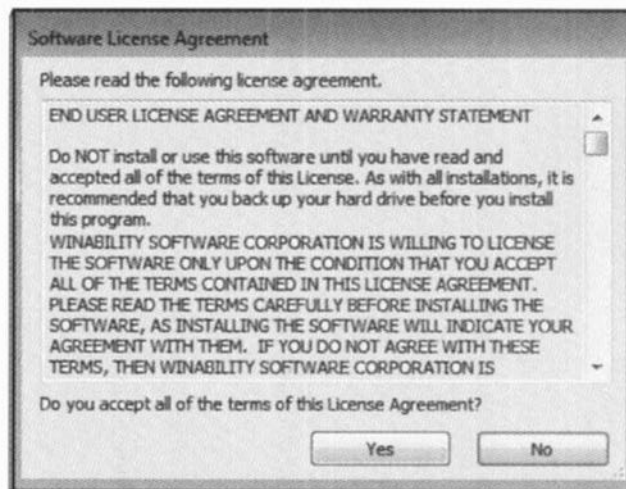 Software License Agreement
Please read the following license agreement.
END USER LICENSE AGREEMENT AND WARRANTY STATEMENT
Do NOT install or use this software until you have read and
accepted all of the terms of this License. As with all installations, it is
recommended that you back up your hard drive before you install
this program.
WINABILITY SOFTWARE CORPORATION IS WILLING TO LICENSE
THE SOFTWARE ONLY UPON THE CONDITION THAT YOU ACCEPT
ALL OF THE TERMS CONTAINED IN THIS LICENSE AGREEMENT.
PLEASE READ THE TERMS CAREFULLY BEFORE INSTALLING THE
SOFTWARE, AS INSTALLING THE SOFTWARE WILL INDICATE YOUR
AGREEMENT WITH THEM.  IF YOU DO NOT AGREE WITH THESE
TERMS, THEN WINABILITY SOFTWARE CORPORATION IS
Do you accept all of the terms of this License Agreement?
Yes No